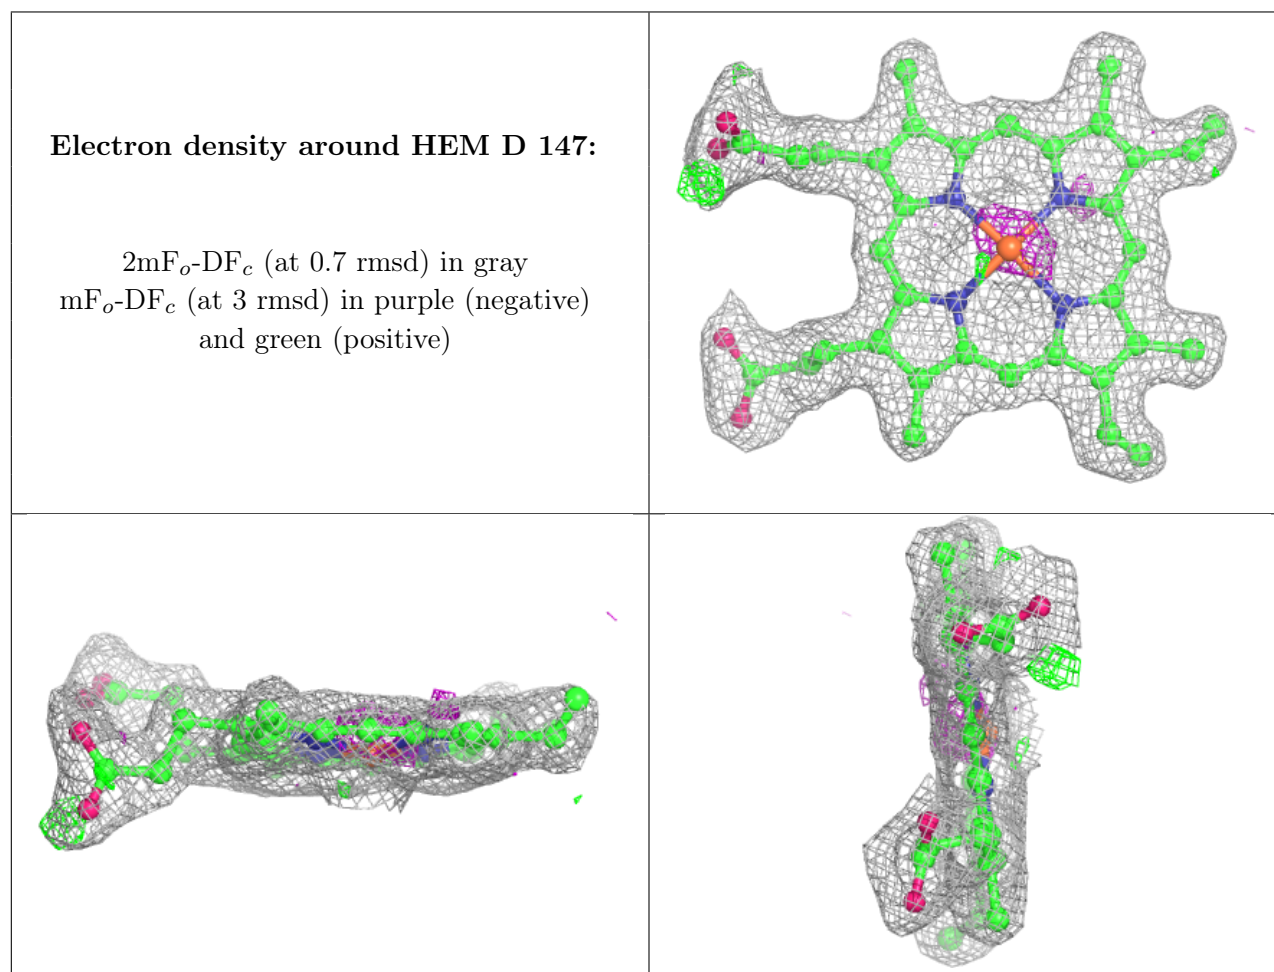 Electron density around HEM D 147:
2mFo-DFc (at 0.7 rmsd) in gray
mFo-DFc (at 3 rmsd) in purple (negative)
and green (positive)